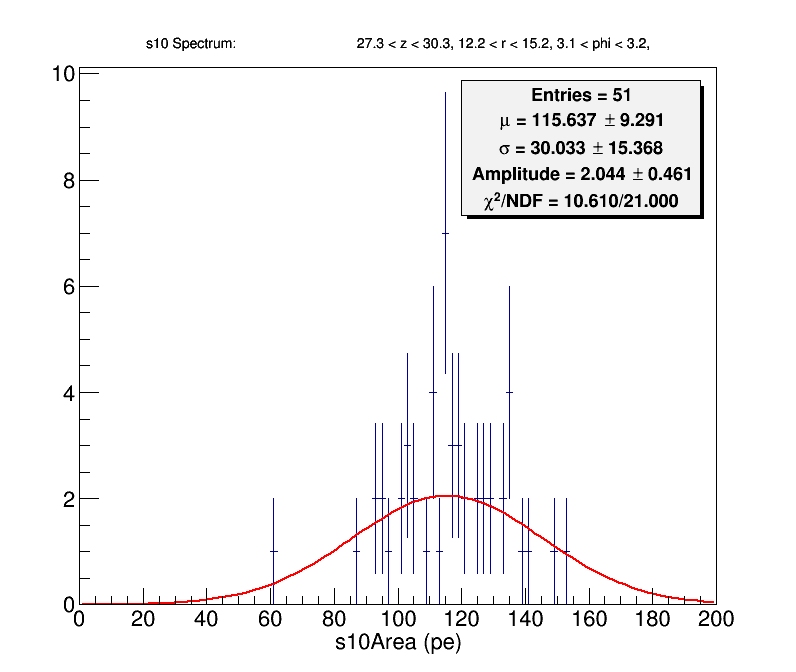 s10 Spectrum: 27.3 < z < 30.3, 12.2 < r < 15.2, 3.1 < phi < 3.2,
Entries = 51
μ = 115.637 ± 9.291
σ = 30.033 ± 15.368
Amplitude = 2.044 ± 0.461
χ²/NDF = 10.610/21.000
10
8
6
4
2
0
0 20 40 60 80 100 120 140 160 180 200
s10Area (pe)